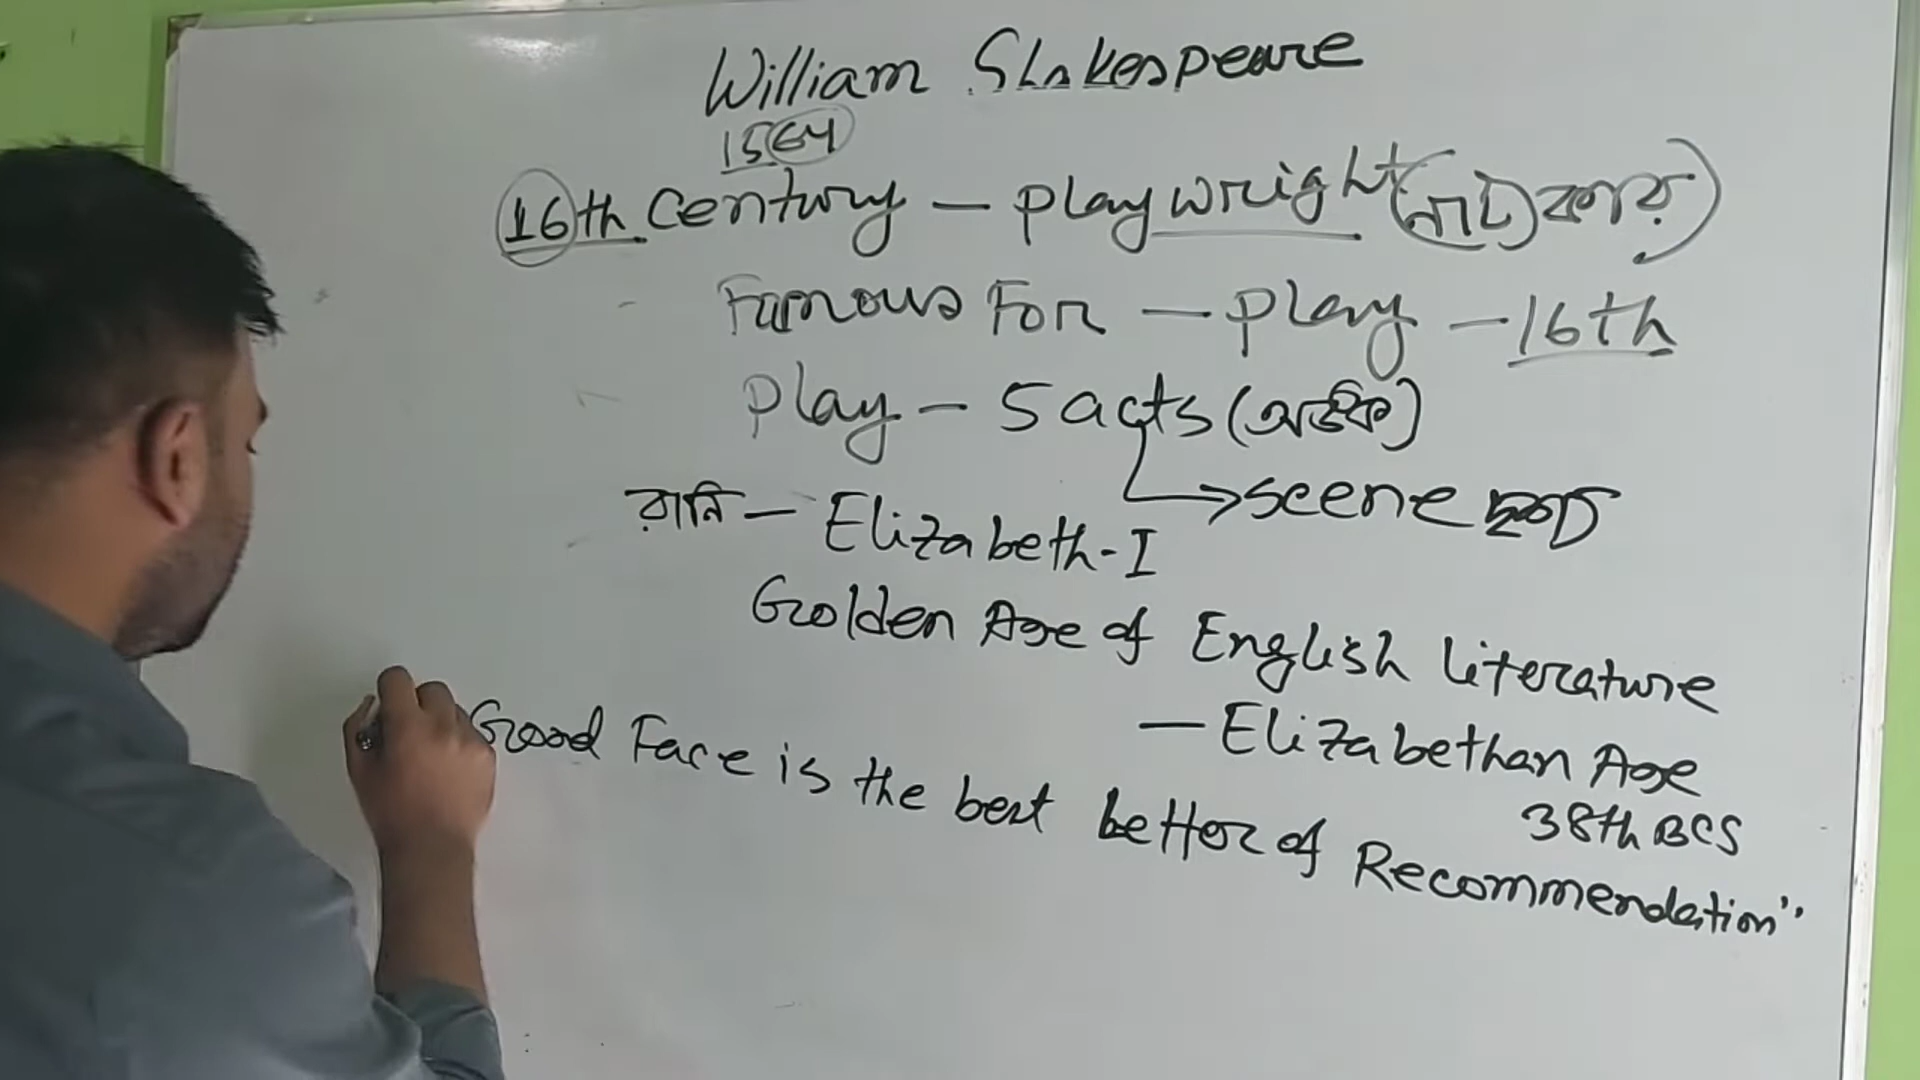 William Shakespeare
1564
16th Century – Playwright (নাট্যকার)
Famous For – Play – 16th
Play – 5 acts (অঙ্ক)
→ scene
রানি – Elizabeth-I
Golden Age of English literature
– Elizabethan Age
38th BCS
Good Face is the best letter of Recommendation"